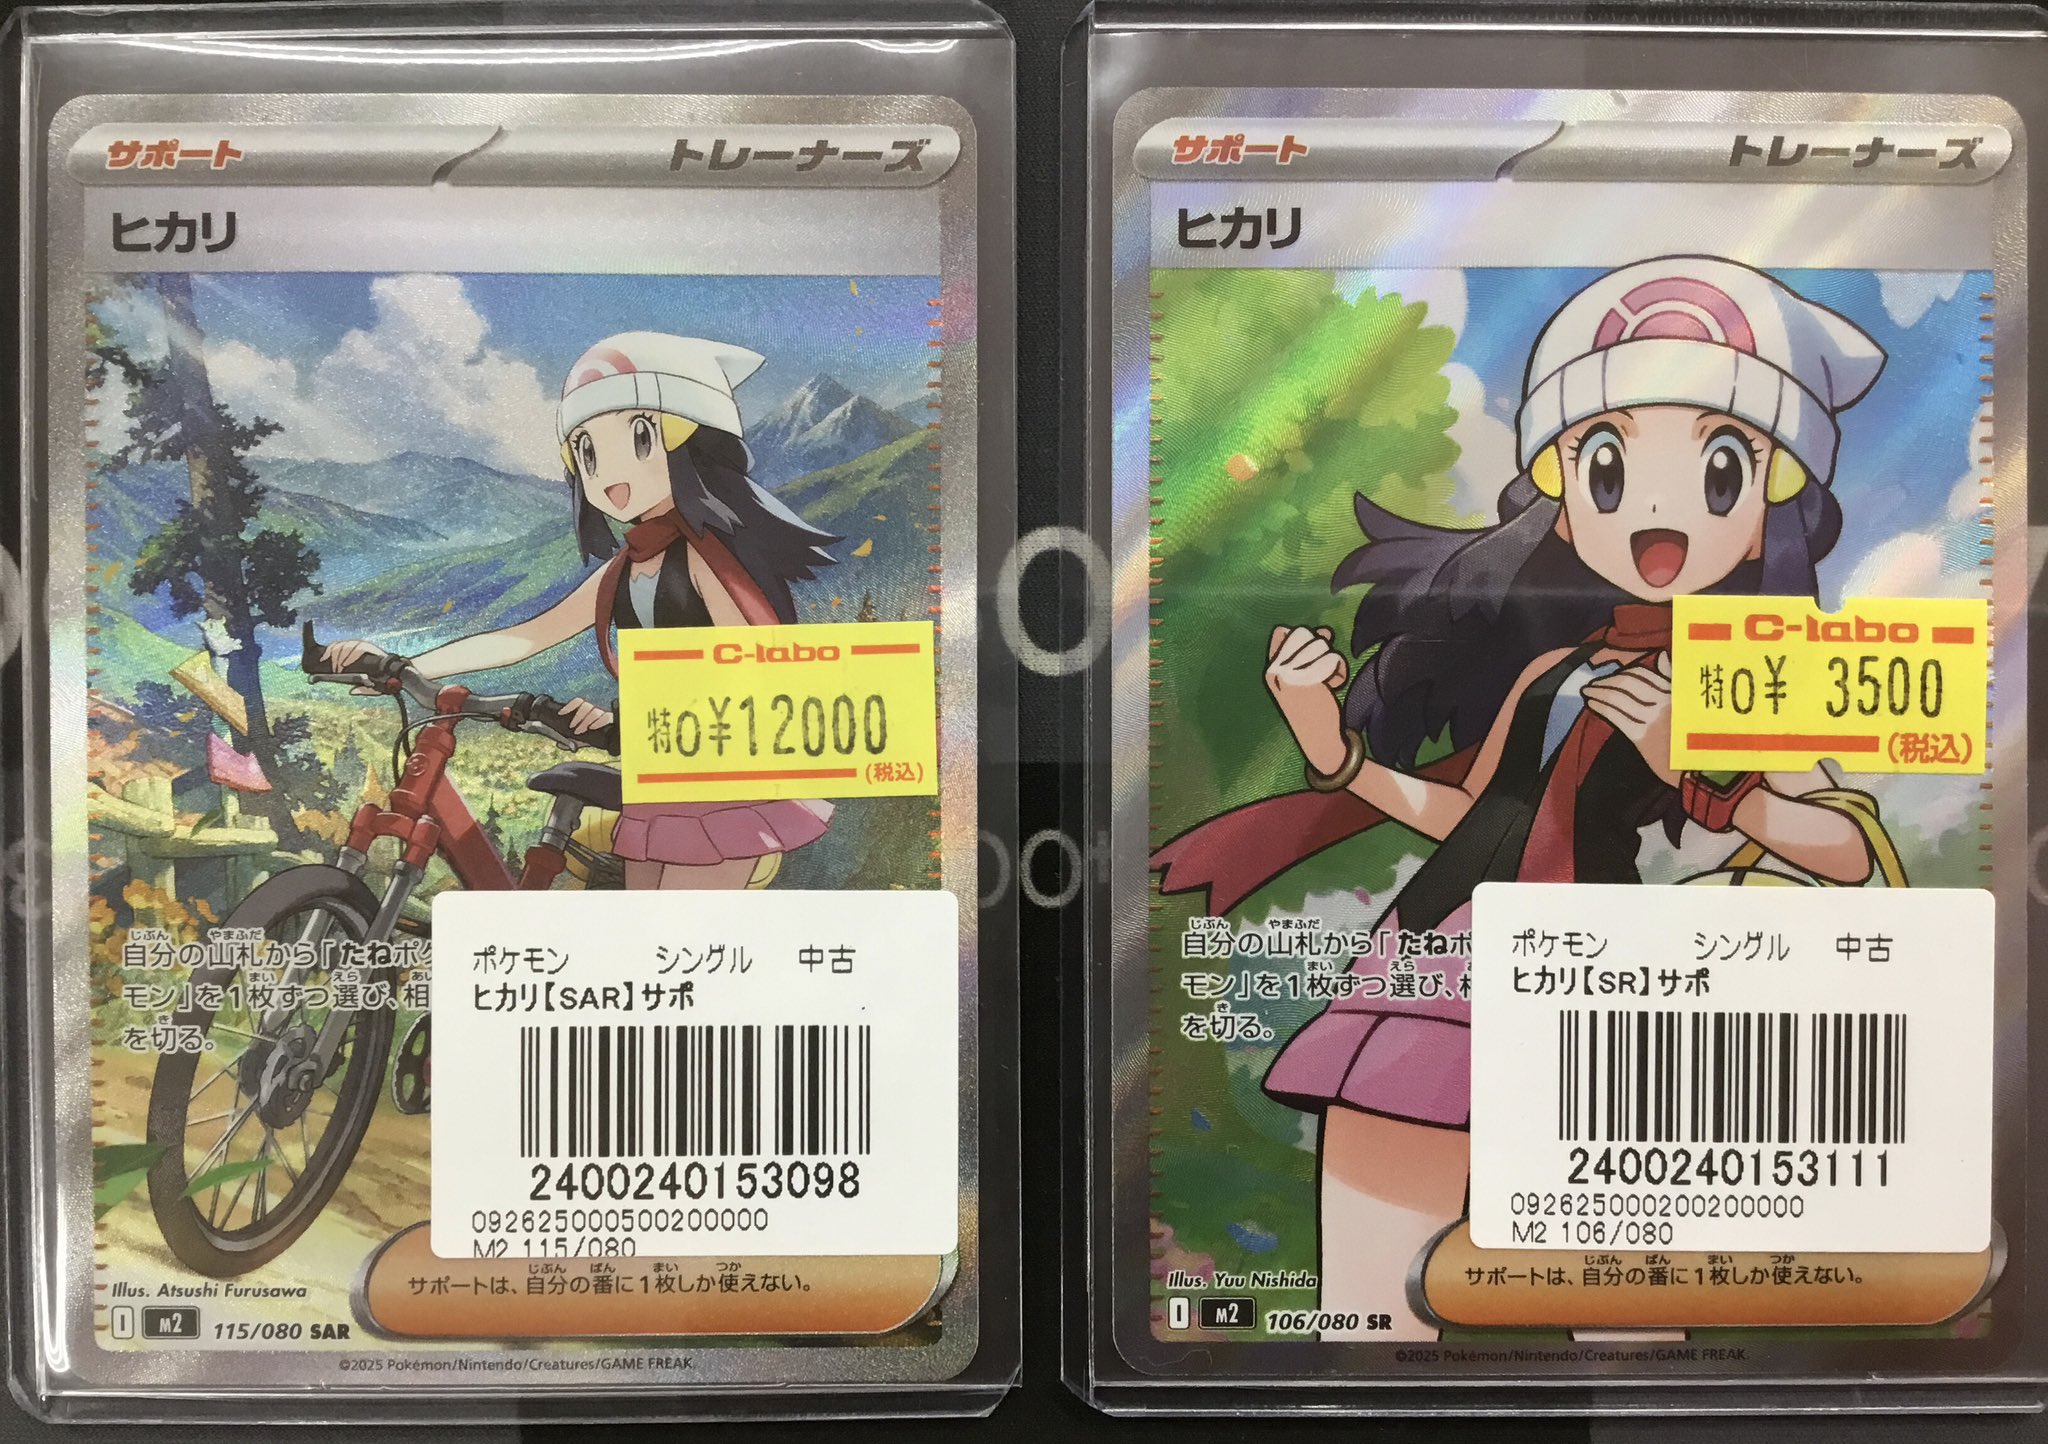 サポート
トレーナーズ
ヒカリ
C-labo
特0¥12000
(税込)
自分の山札から「たねポケ
モン」を1枚ずつ選び、相
を切る。
ポケモン シングル 中古
ヒカリ【SAR】サポ
2400240153098
092625000500200000
M2 115/080
サポートは、自分の番に1枚しか使えない。
Illus. Atsushi Furusawa
I M2 115/080 SAR
©2025 Pokémon/Nintendo/Creatures/GAME FREAK.
サポート
トレーナーズ
ヒカリ
C-labo
特0¥ 3500
(税込)
自分の山札から「たねポ
モン」を1枚ずつ選び、
を切る。
ポケモン シングル 中古
ヒカリ【SR】サポ
2400240153111
092625000200200000
M2 106/080
サポートは、自分の番に1枚しか使えない。
Illus. Yuu Nishida
I M2 106/080 SR
©2025 Pokémon/Nintendo/Creatures/GAME FREAK.